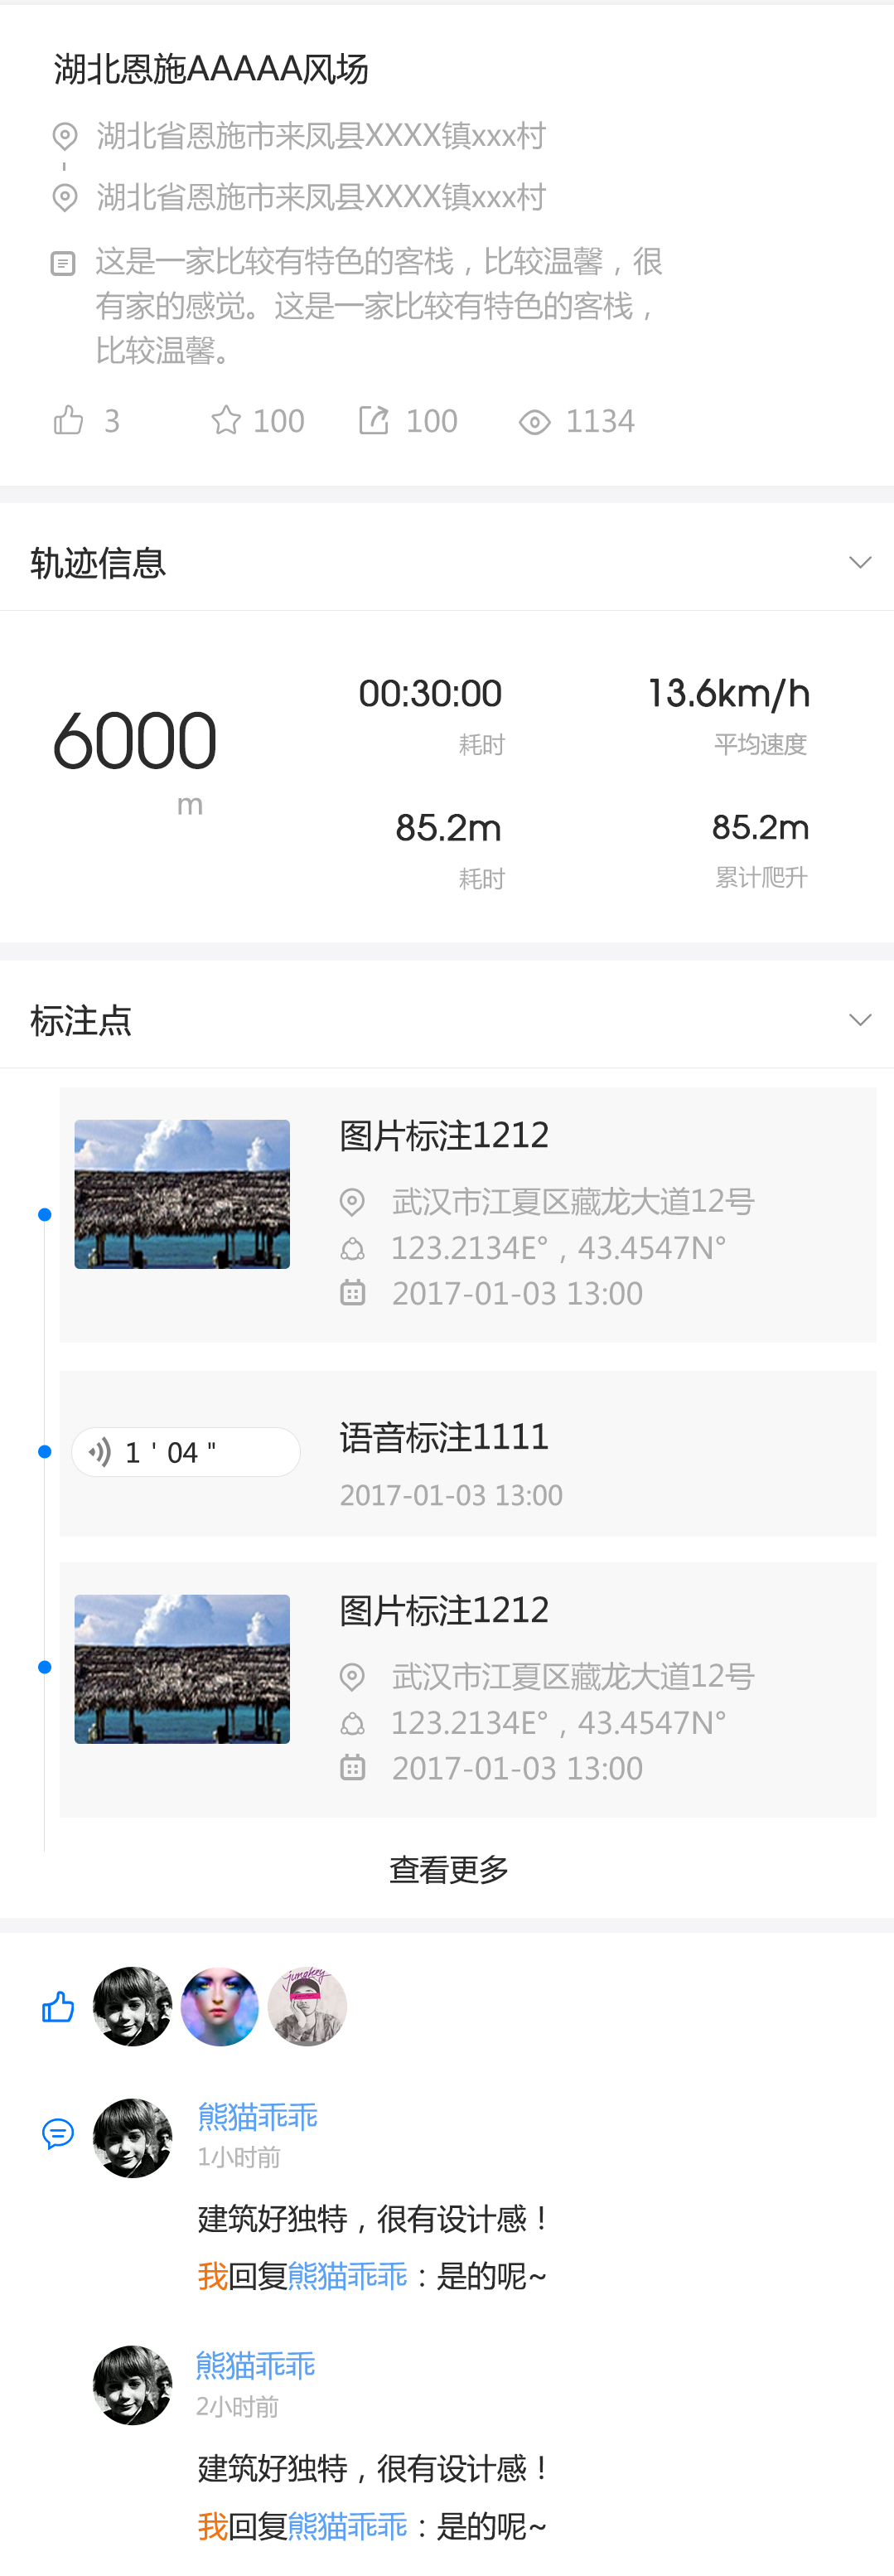 湖北恩施AAAAA风场
湖北省恩施市来凤县XXXX镇xxx村
湖北省恩施市来凤县XXXX镇xxx村
这是一家比较有特色的客栈，比较温馨，很
有家的感觉。这是一家比较有特色的客栈，
比较温馨。
3 100 100 1134
轨迹信息
6000
m
00:30:00
耗时
13.6km/h
平均速度
85.2m
耗时
85.2m
累计爬升
标注点
图片标注1212
武汉市江夏区藏龙大道12号
123.2134E°，43.4547N°
2017-01-03 13:00
1 ' 04 "
语音标注1111
2017-01-03 13:00
图片标注1212
武汉市江夏区藏龙大道12号
123.2134E°，43.4547N°
2017-01-03 13:00
查看更多
熊猫乖乖
1小时前
建筑好独特，很有设计感！
我回复熊猫乖乖：是的呢~
熊猫乖乖
2小时前
建筑好独特，很有设计感！
我回复熊猫乖乖：是的呢~